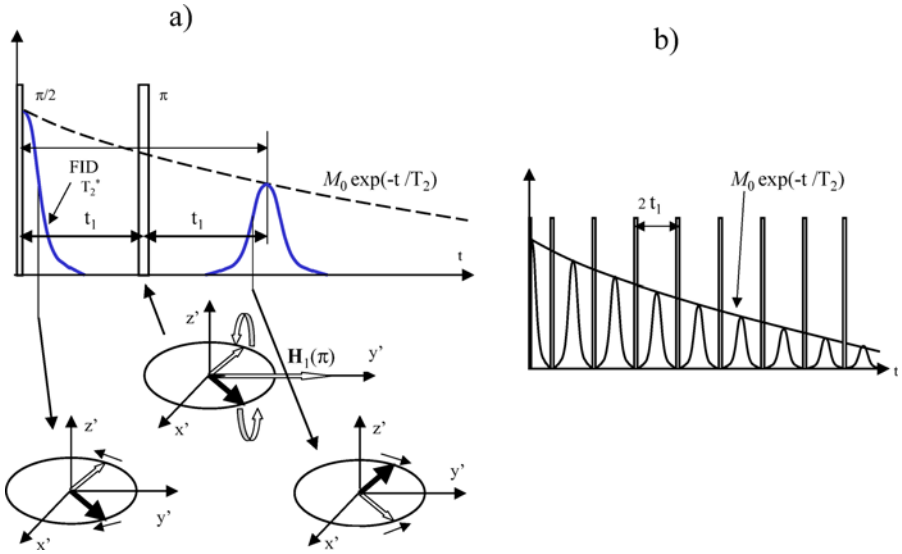 a)
b)
π/2
π
FID
T₂*
M₀ exp(-t /T₂)
t₁
t₁
t
z'
y'
x'
H₁(π)
z'
y'
x'
z'
y'
x'
2 t₁
M₀ exp(-t /T₂)
t